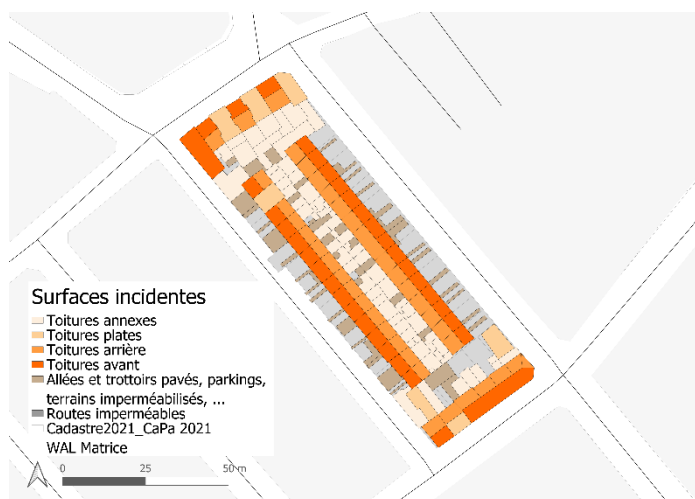 Surfaces incidentes
Toitures annexes
Toitures plates
Toitures arrière
Toitures avant
Allées et trottoirs pavés, parkings,
terrains imperméabilisés, ...
Routes imperméables
Cadastre2021_CaPa 2021
WAL Matrice
0 25 50 m